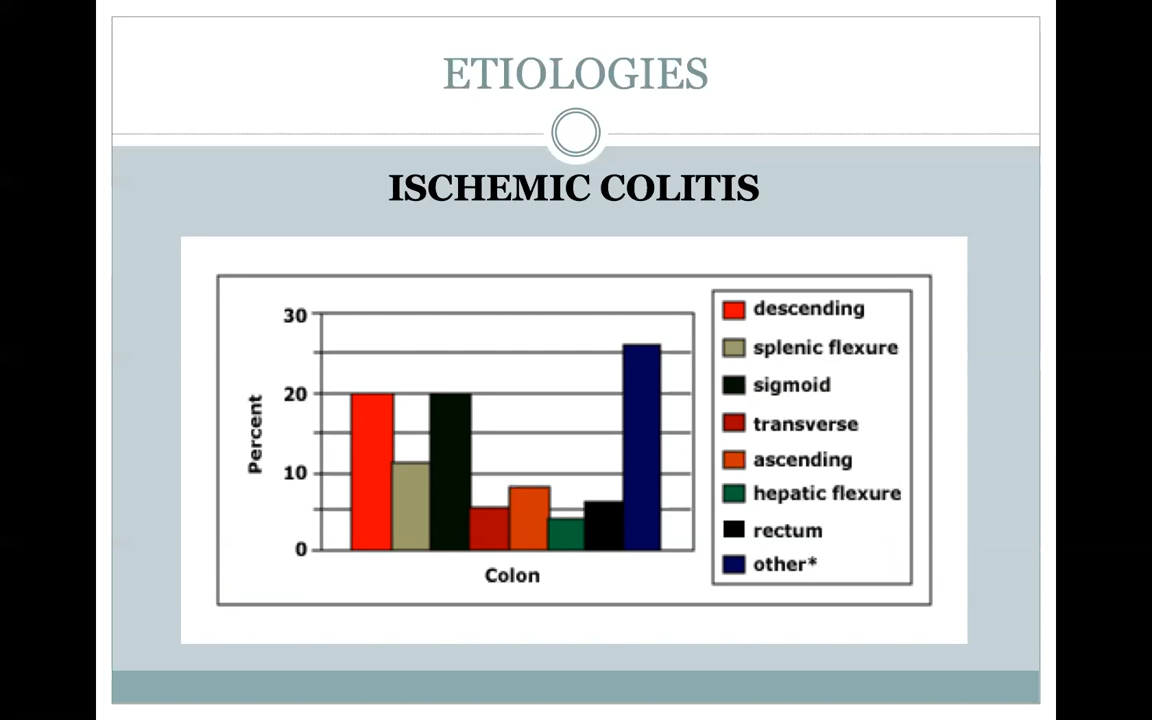 ETIOLOGIES
ISCHEMIC COLITIS
30
20
10
0
Percent
Colon
descending
splenic flexure
sigmoid
transverse
ascending
hepatic flexure
rectum
other*